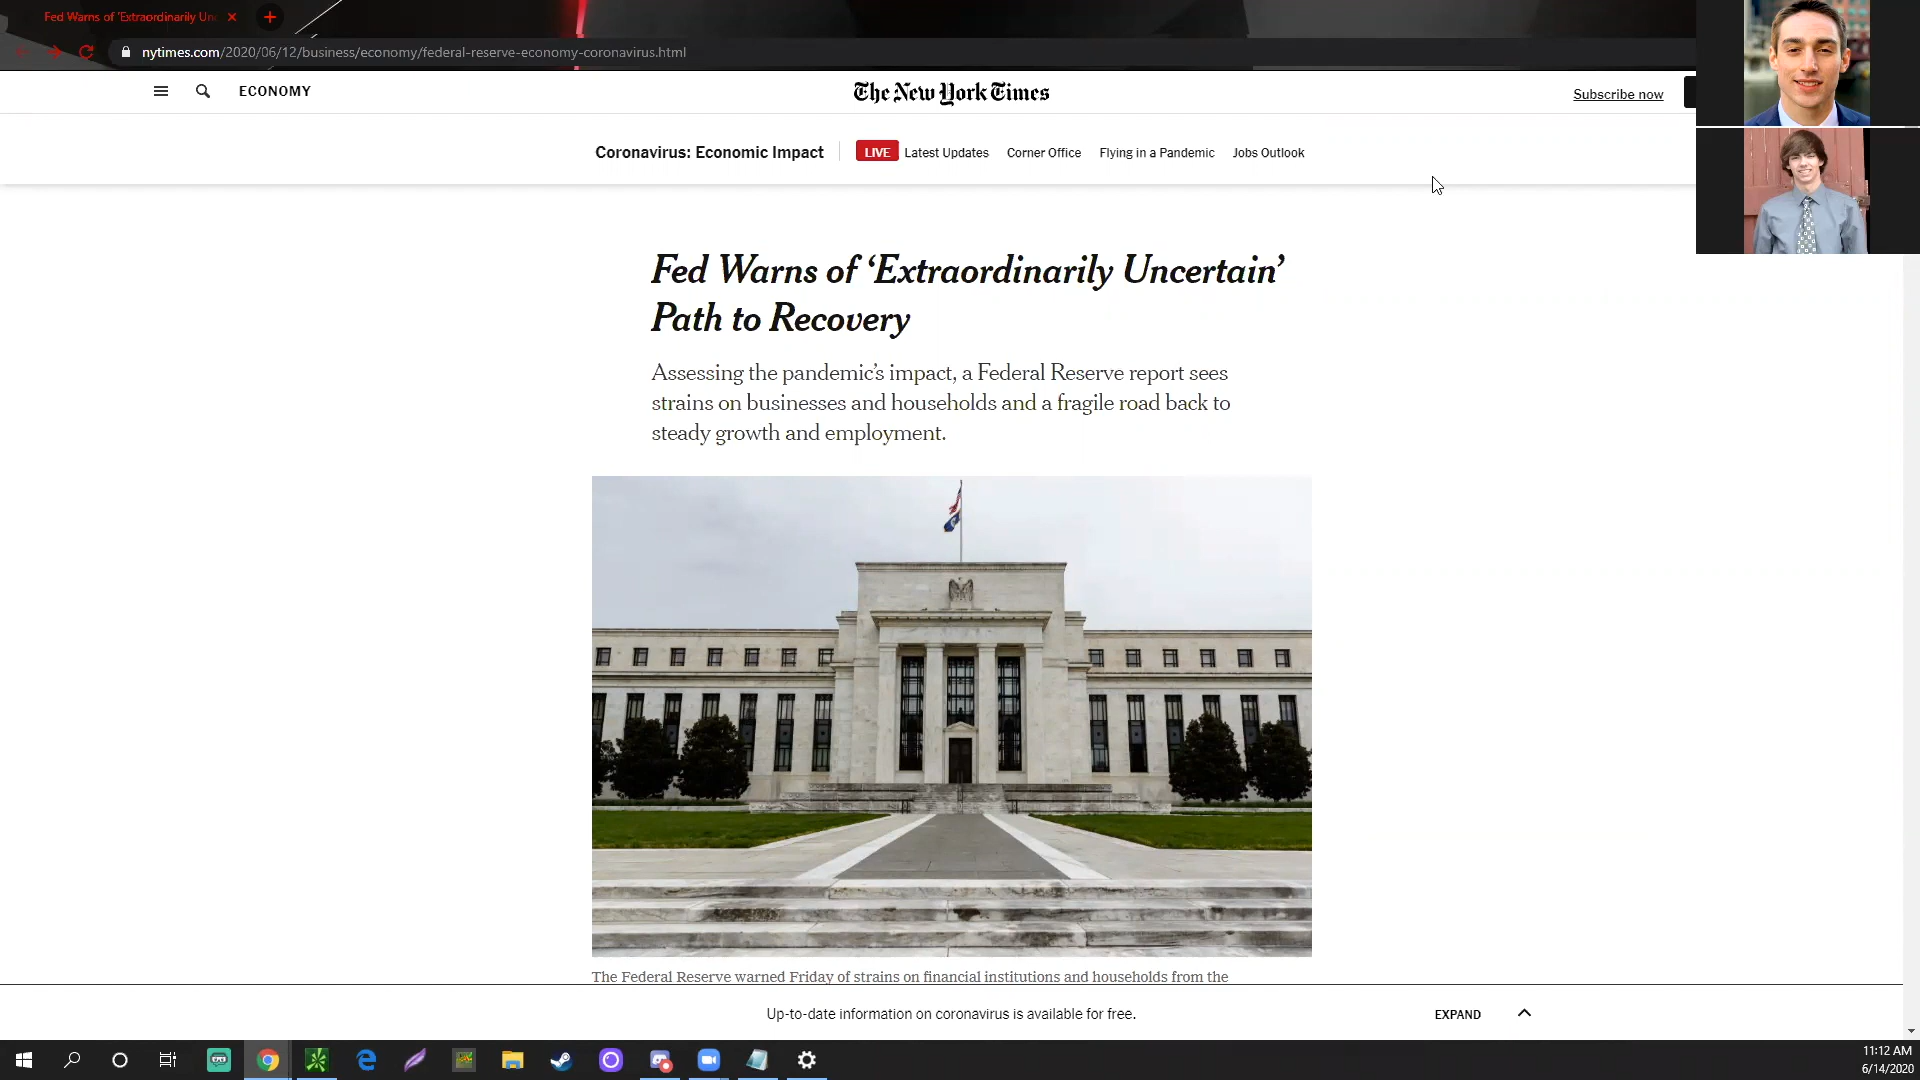 Fed Warns of 'Extraordinarily Un
nytimes.com/2020/06/12/business/economy/federal-reserve-economy-coronavirus.html
ECONOMY
The New York Times
Subscribe now
Coronavirus: Economic Impact
LIVE Latest Updates
Corner Office
Flying in a Pandemic
Jobs Outlook
Fed Warns of ‘Extraordinarily Uncertain’
Path to Recovery
Assessing the pandemic’s impact, a Federal Reserve report sees
strains on businesses and households and a fragile road back to
steady growth and employment.
The Federal Reserve warned Friday of strains on financial institutions and households from the
Up-to-date information on coronavirus is available for free.
EXPAND
11:12 AM
6/14/2020